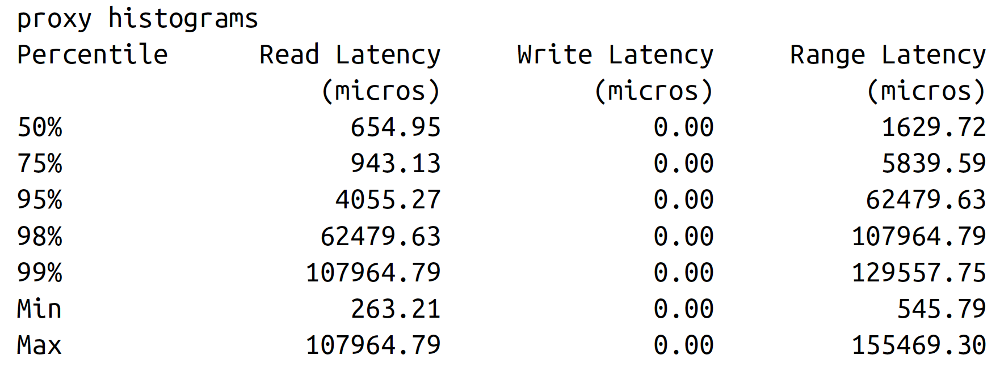 proxy histograms
Percentile Read Latency Write Latency Range Latency
(micros) (micros) (micros)
50% 654.95 0.00 1629.72
75% 943.13 0.00 5839.59
95% 4055.27 0.00 62479.63
98% 62479.63 0.00 107964.79
99% 107964.79 0.00 129557.75
Min 263.21 0.00 545.79
Max 107964.79 0.00 155469.30